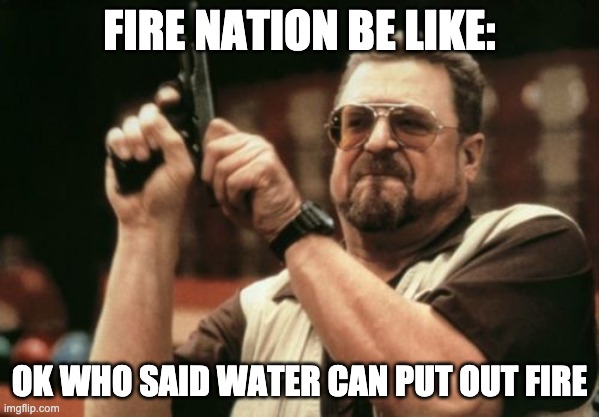 FIRE NATION BE LIKE:
OK WHO SAID WATER CAN PUT OUT FIRE
imgflip.com